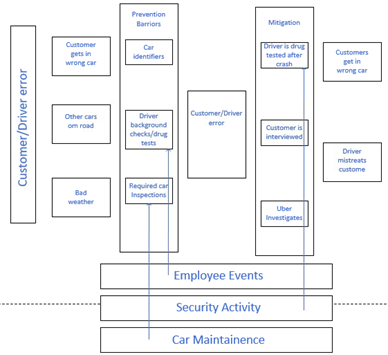 Customer/Driver error
Customer
gets in
wrong car
Other cars
om road
Bad
weather
Prevention
Barriors
Car
identifiers
Driver
background
checks/drug
tests
Required car
Inspections
Customer/Driver
error
Mitigation
Driver is drug
tested after
crash
Customer is
interviewed
Uber
Investigates
Customers
get in
wrong car
Driver
mistreats
custome
Employee Events
Security Activity
Car Maintainence